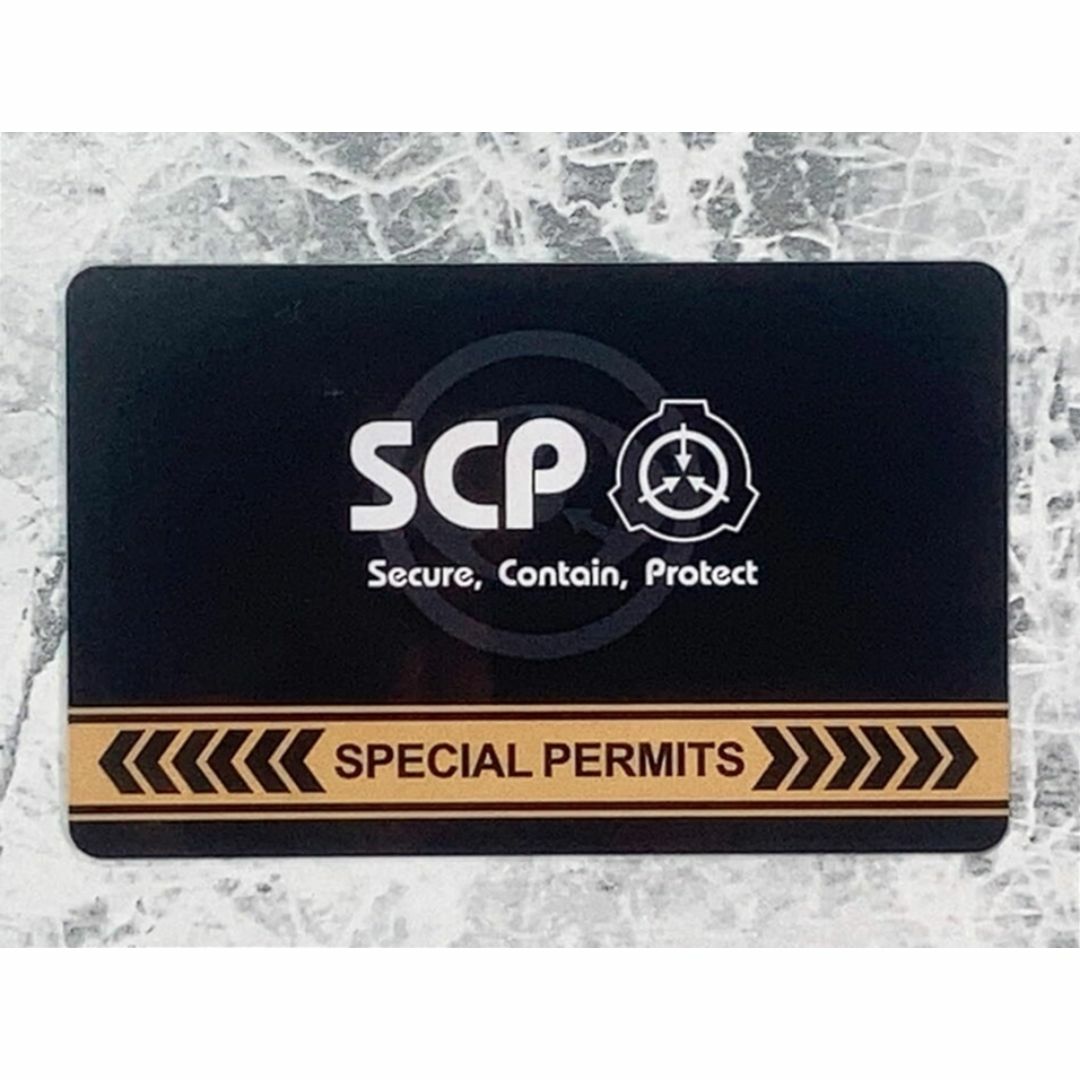 SCP
Secure, Contain, Protect
SPECIAL PERMITS